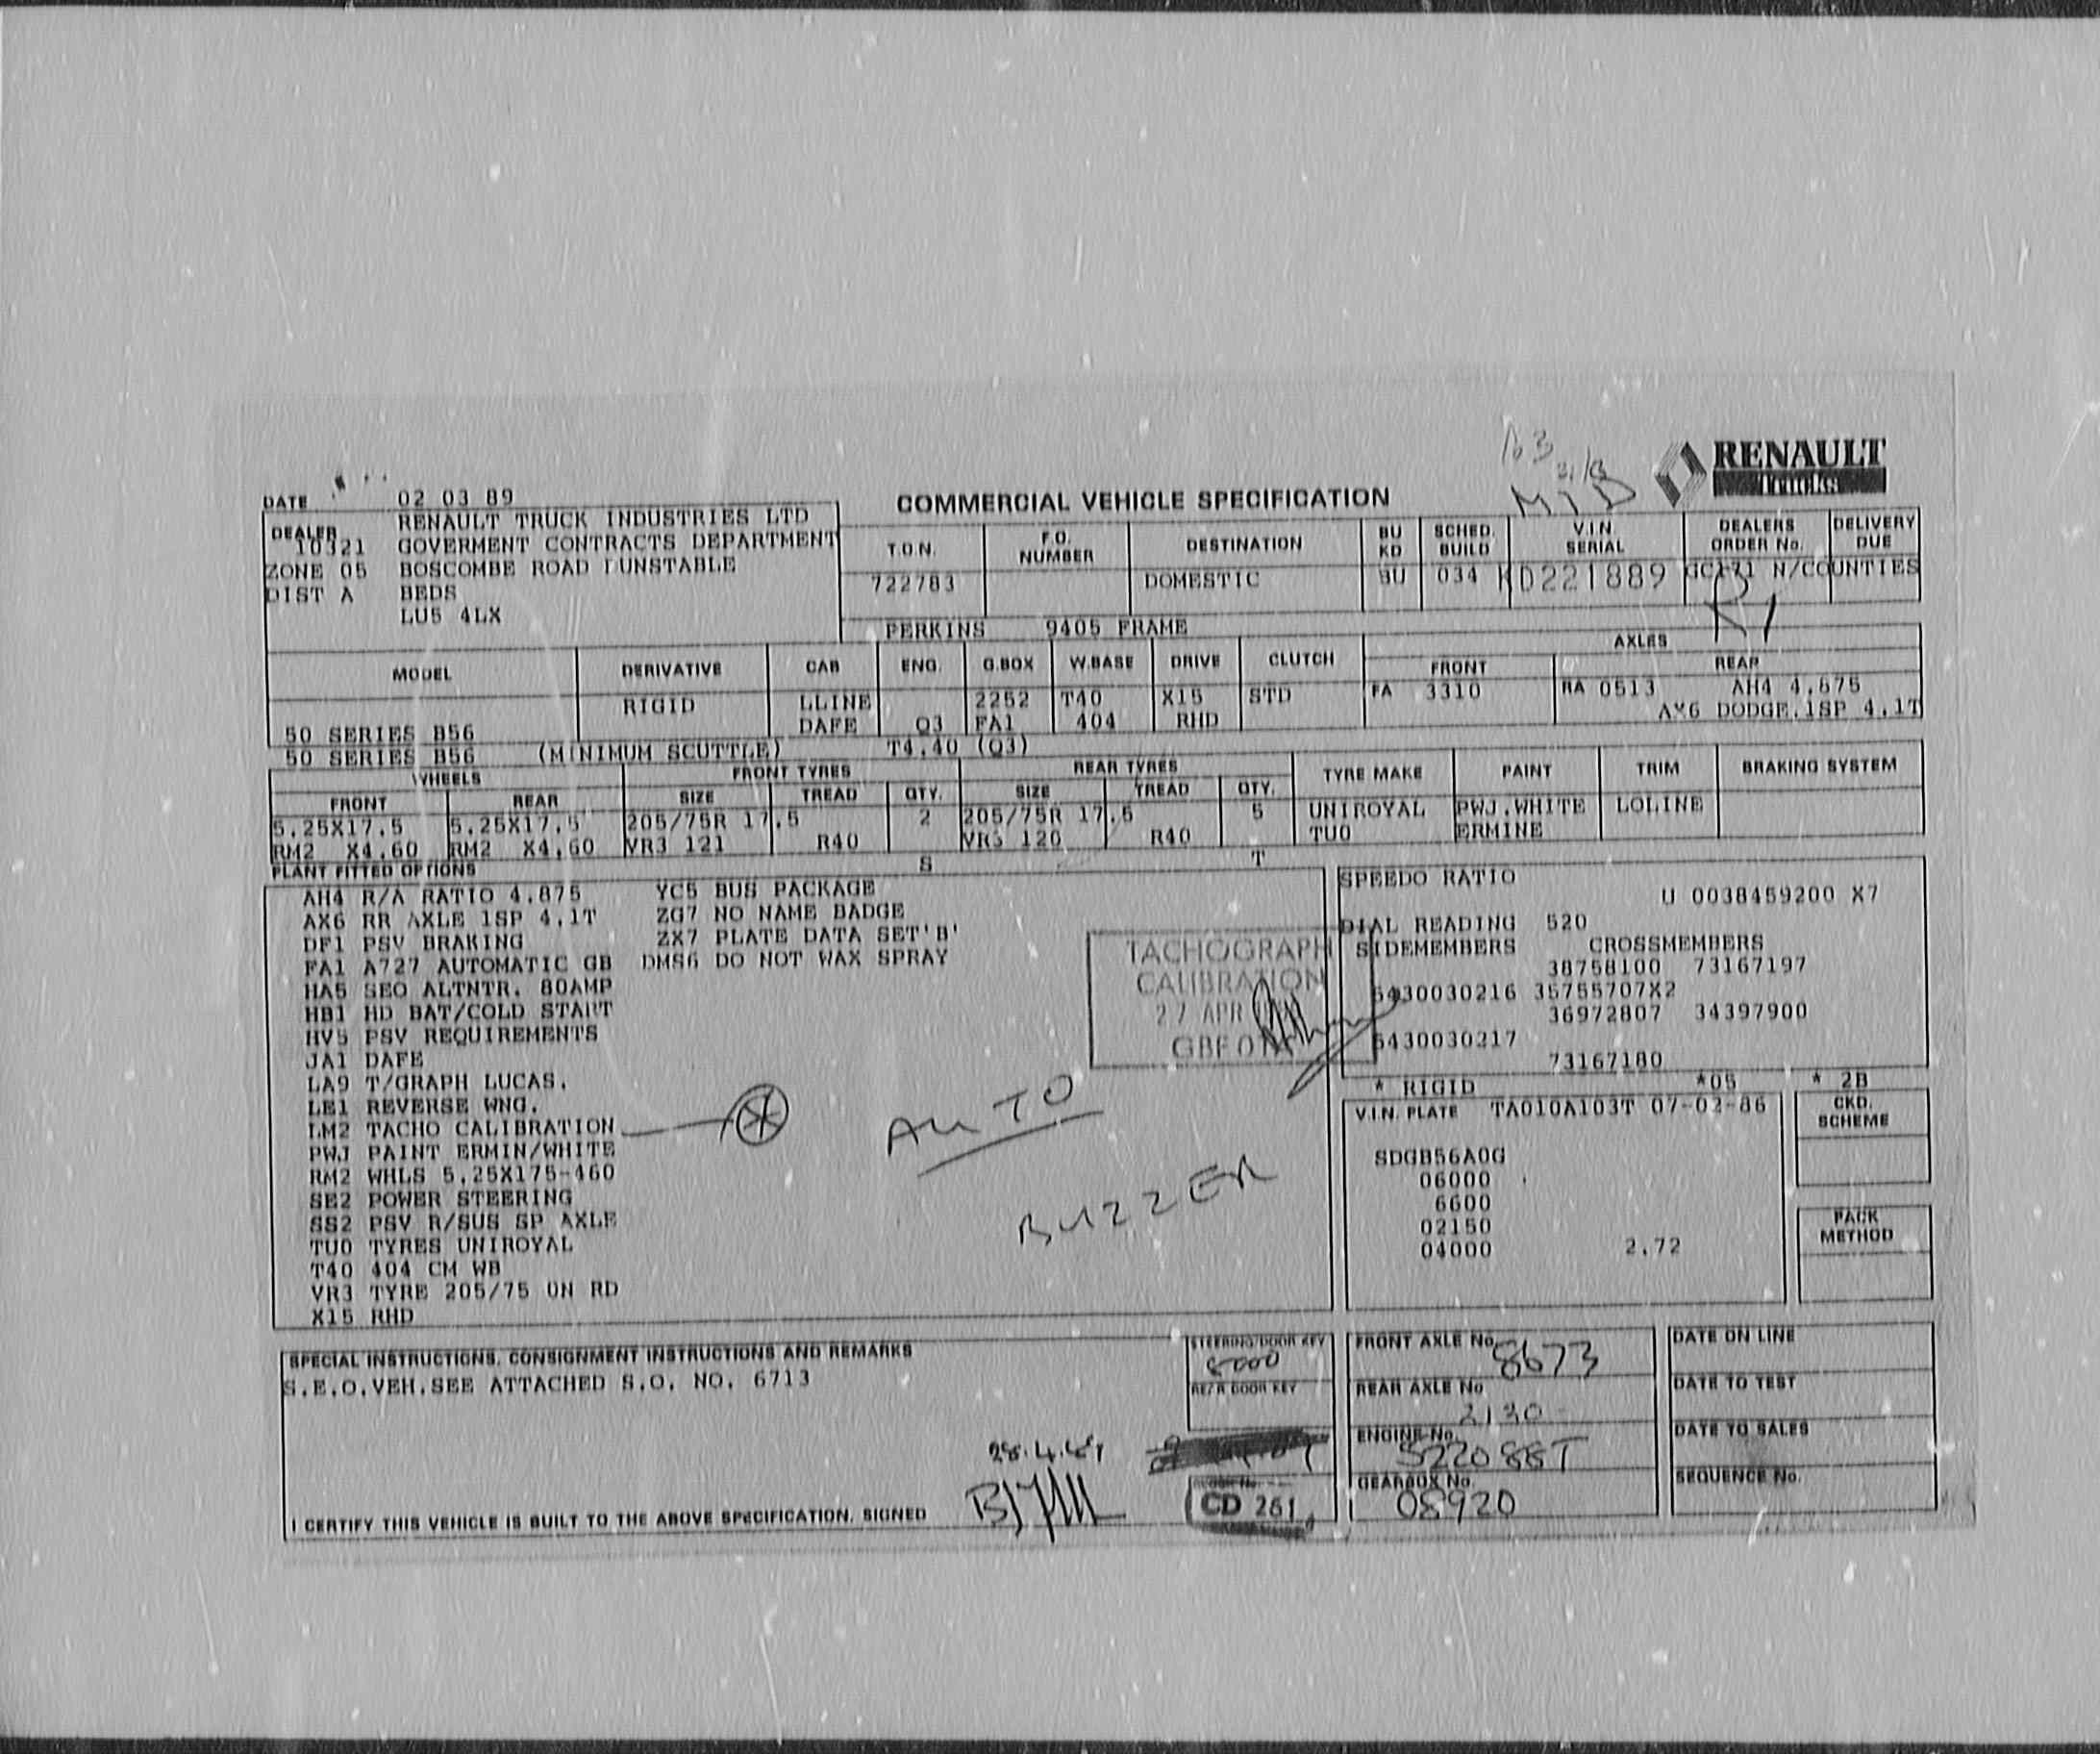 RENAULT
Trucks
DATE 02 03 89
COMMERCIAL VEHICLE SPECIFICATION
DEALER RENAULT TRUCK INDUSTRIES LTD
10321 GOVERMENT CONTRACTS DEPARTMENT
ZONE 05 BOSCOMBE ROAD DUNSTABLE
DIST A BEDS
LU5 4LX
T.O.N. F.O. NUMBER DESTINATION BU KD SCHED. BUILD V.I.N SERIAL DEALERS ORDER No. DELIVERY DUE
722783 DOMESTIC BU 034 KD221889 N/COUNTIES
PERKINS 9405 FRAME
AXLES
MODEL DERIVATIVE CAB ENG. G.BOX W.BASE DRIVE CLUTCH FRONT REAR
RIGID LLINE 2252 T40 X15 STD FA 3310 RA 0513 AH4 4.875
50 SERIES B56 DAFE Q3 FA1 404 RHD AX6 DODGE.1SP 4.1T
50 SERIES B56 (MINIMUM SCUTTLE) T4.40 (Q3)
WHEELS FRONT TYRES REAR TYRES TYRE MAKE PAINT TRIM BRAKING SYSTEM
FRONT REAR SIZE TREAD QTY. SIZE TREAD QTY.
5.25X17.5 5.25X17.5 205/75R 17.5 2 205/75R 17.5 5 UNIROYAL PWJ.WHITE LOLINE
RM2 X4.60 RM2 X4.60 VR3 121 R40 VR3 120 R40 TU0 ERMINE
S T
PLANT FITTED OPTIONS
AH4 R/A RATIO 4.875 YC5 BUS PACKAGE
AX6 RR AXLE 1SP 4.1T ZG7 NO NAME BADGE
DF1 PSV BRAKING ZX7 PLATE DATA SET'B'
FA1 A727 AUTOMATIC GB DMS6 DO NOT WAX SPRAY
HA5 SEO ALTNTR. 80AMP
HB1 HD BAT/COLD START
HV5 PSV REQUIREMENTS
JA1 DAFE
LA9 T/GRAPH LUCAS.
LE1 REVERSE WNG.
LM2 TACHO CALIBRATION
PWJ PAINT ERMIN/WHITE
RM2 WHLS 5.25X175-460
SE2 POWER STEERING
SS2 PSV R/SUS SP AXLE
TU0 TYRES UNIROYAL
T40 404 CM WB
VR3 TYRE 205/75 ON RD
X15 RHD
TACHOGRAPH
CALIBRATION
27 APR
AUTO
BUZZER
SPEEDO RATIO
U 0038459200 X7
DIAL READING 520
SIDEMEMBERS CROSSMEMBERS
38758100 73167197
5430030216 35755707X2
36972807 34397900
5430030217
73167180
* RIGID *05 * 2B
V.I.N. PLATE TA010A103T 07-02-86
CKD. SCHEME
SDGB56A0G
06000
6600
02150
04000 2.72
PACK METHOD
SPECIAL INSTRUCTIONS, CONSIGNMENT INSTRUCTIONS AND REMARKS
S.E.O.VEH.SEE ATTACHED S.O. NO. 6713
STEERING/DOOR KEY
REAR DOOR KEY
CD 261
FRONT AXLE No. 8673
REAR AXLE No 2130
ENGINE No.
GEARBOX No. 08920
DATE ON LINE
DATE TO TEST
DATE TO SALES
SEQUENCE No.
I CERTIFY THIS VEHICLE IS BUILT TO THE ABOVE SPECIFICATION. SIGNED